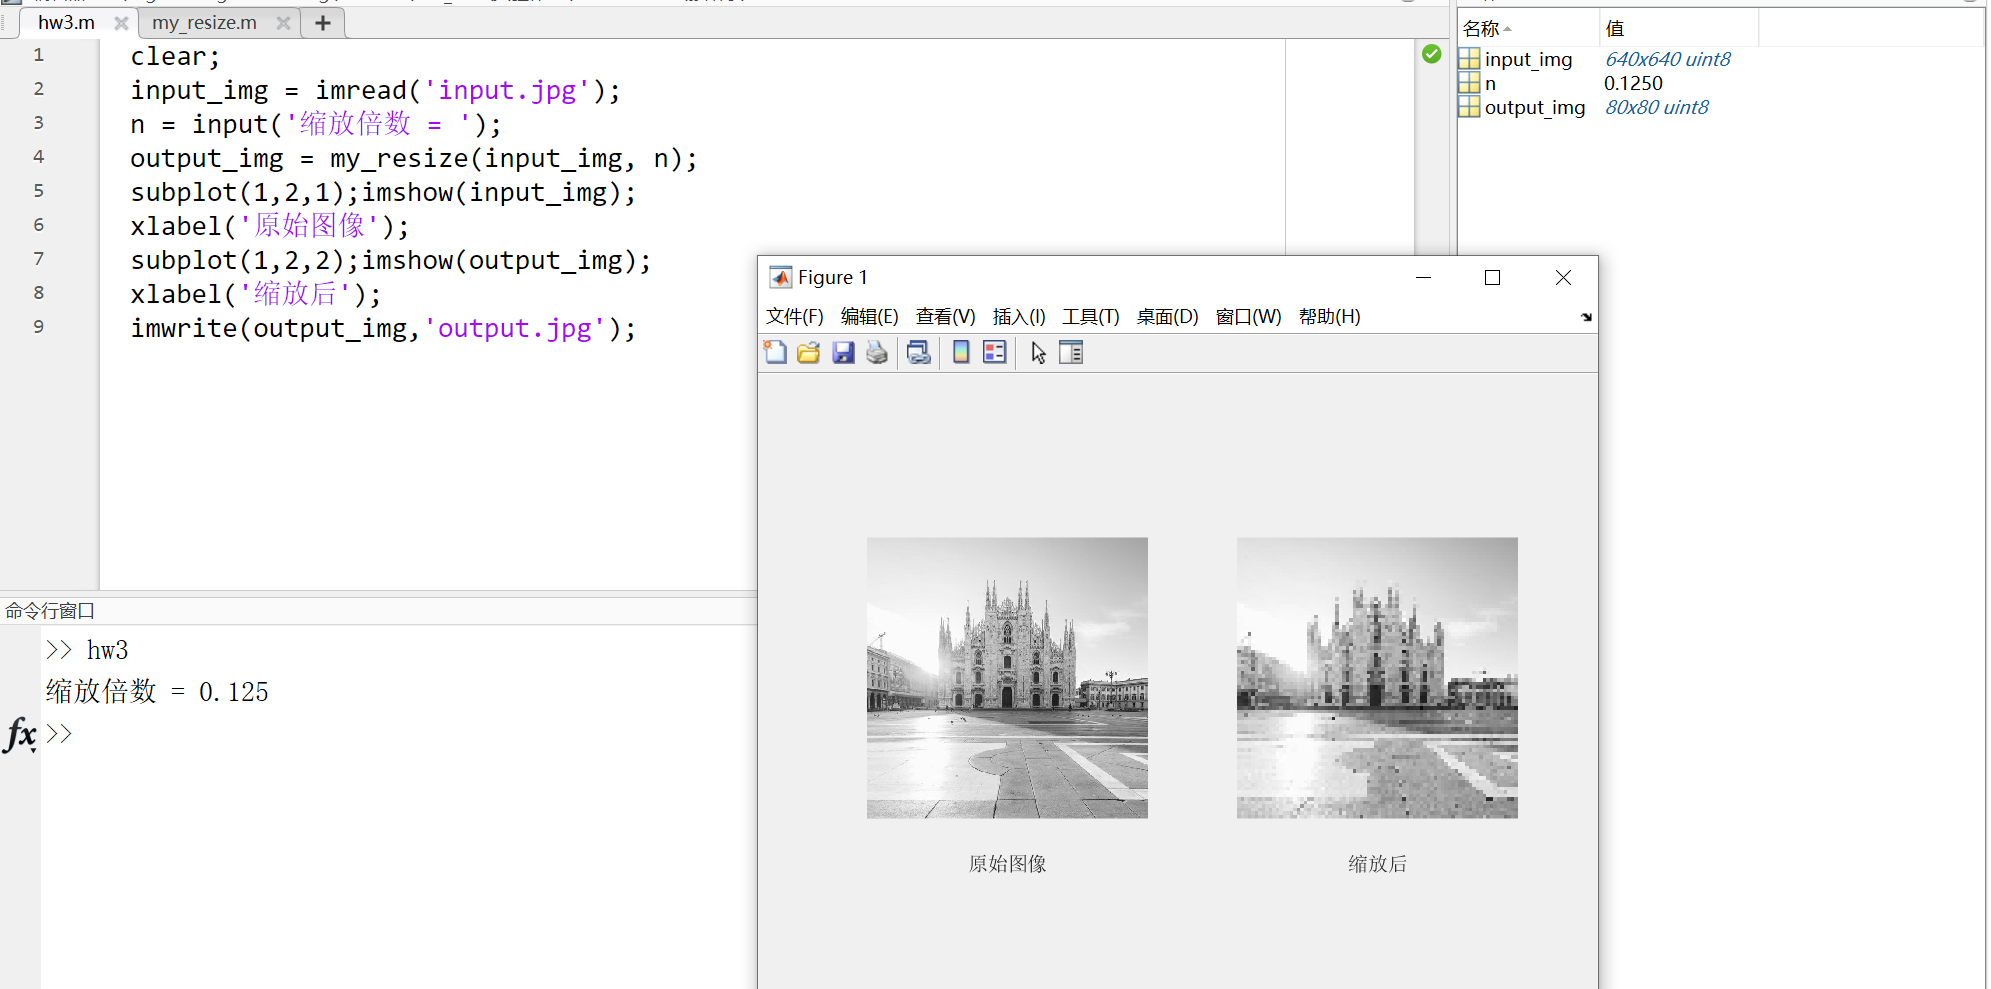 hw3.m
my_resize.m
+
1 clear;
2 input_img = imread('input.jpg');
3 n = input('缩放倍数 = ');
4 output_img = my_resize(input_img, n);
5 subplot(1,2,1);imshow(input_img);
6 xlabel('原始图像');
7 subplot(1,2,2);imshow(output_img);
8 xlabel('缩放后');
9 imwrite(output_img,'output.jpg');
名称 值
input_img 640x640 uint8
n 0.1250
output_img 80x80 uint8
命令行窗口
>> hw3
缩放倍数 = 0.125
fx >>
Figure 1
文件(F) 编辑(E) 查看(V) 插入(I) 工具(T) 桌面(D) 窗口(W) 帮助(H)
原始图像 缩放后